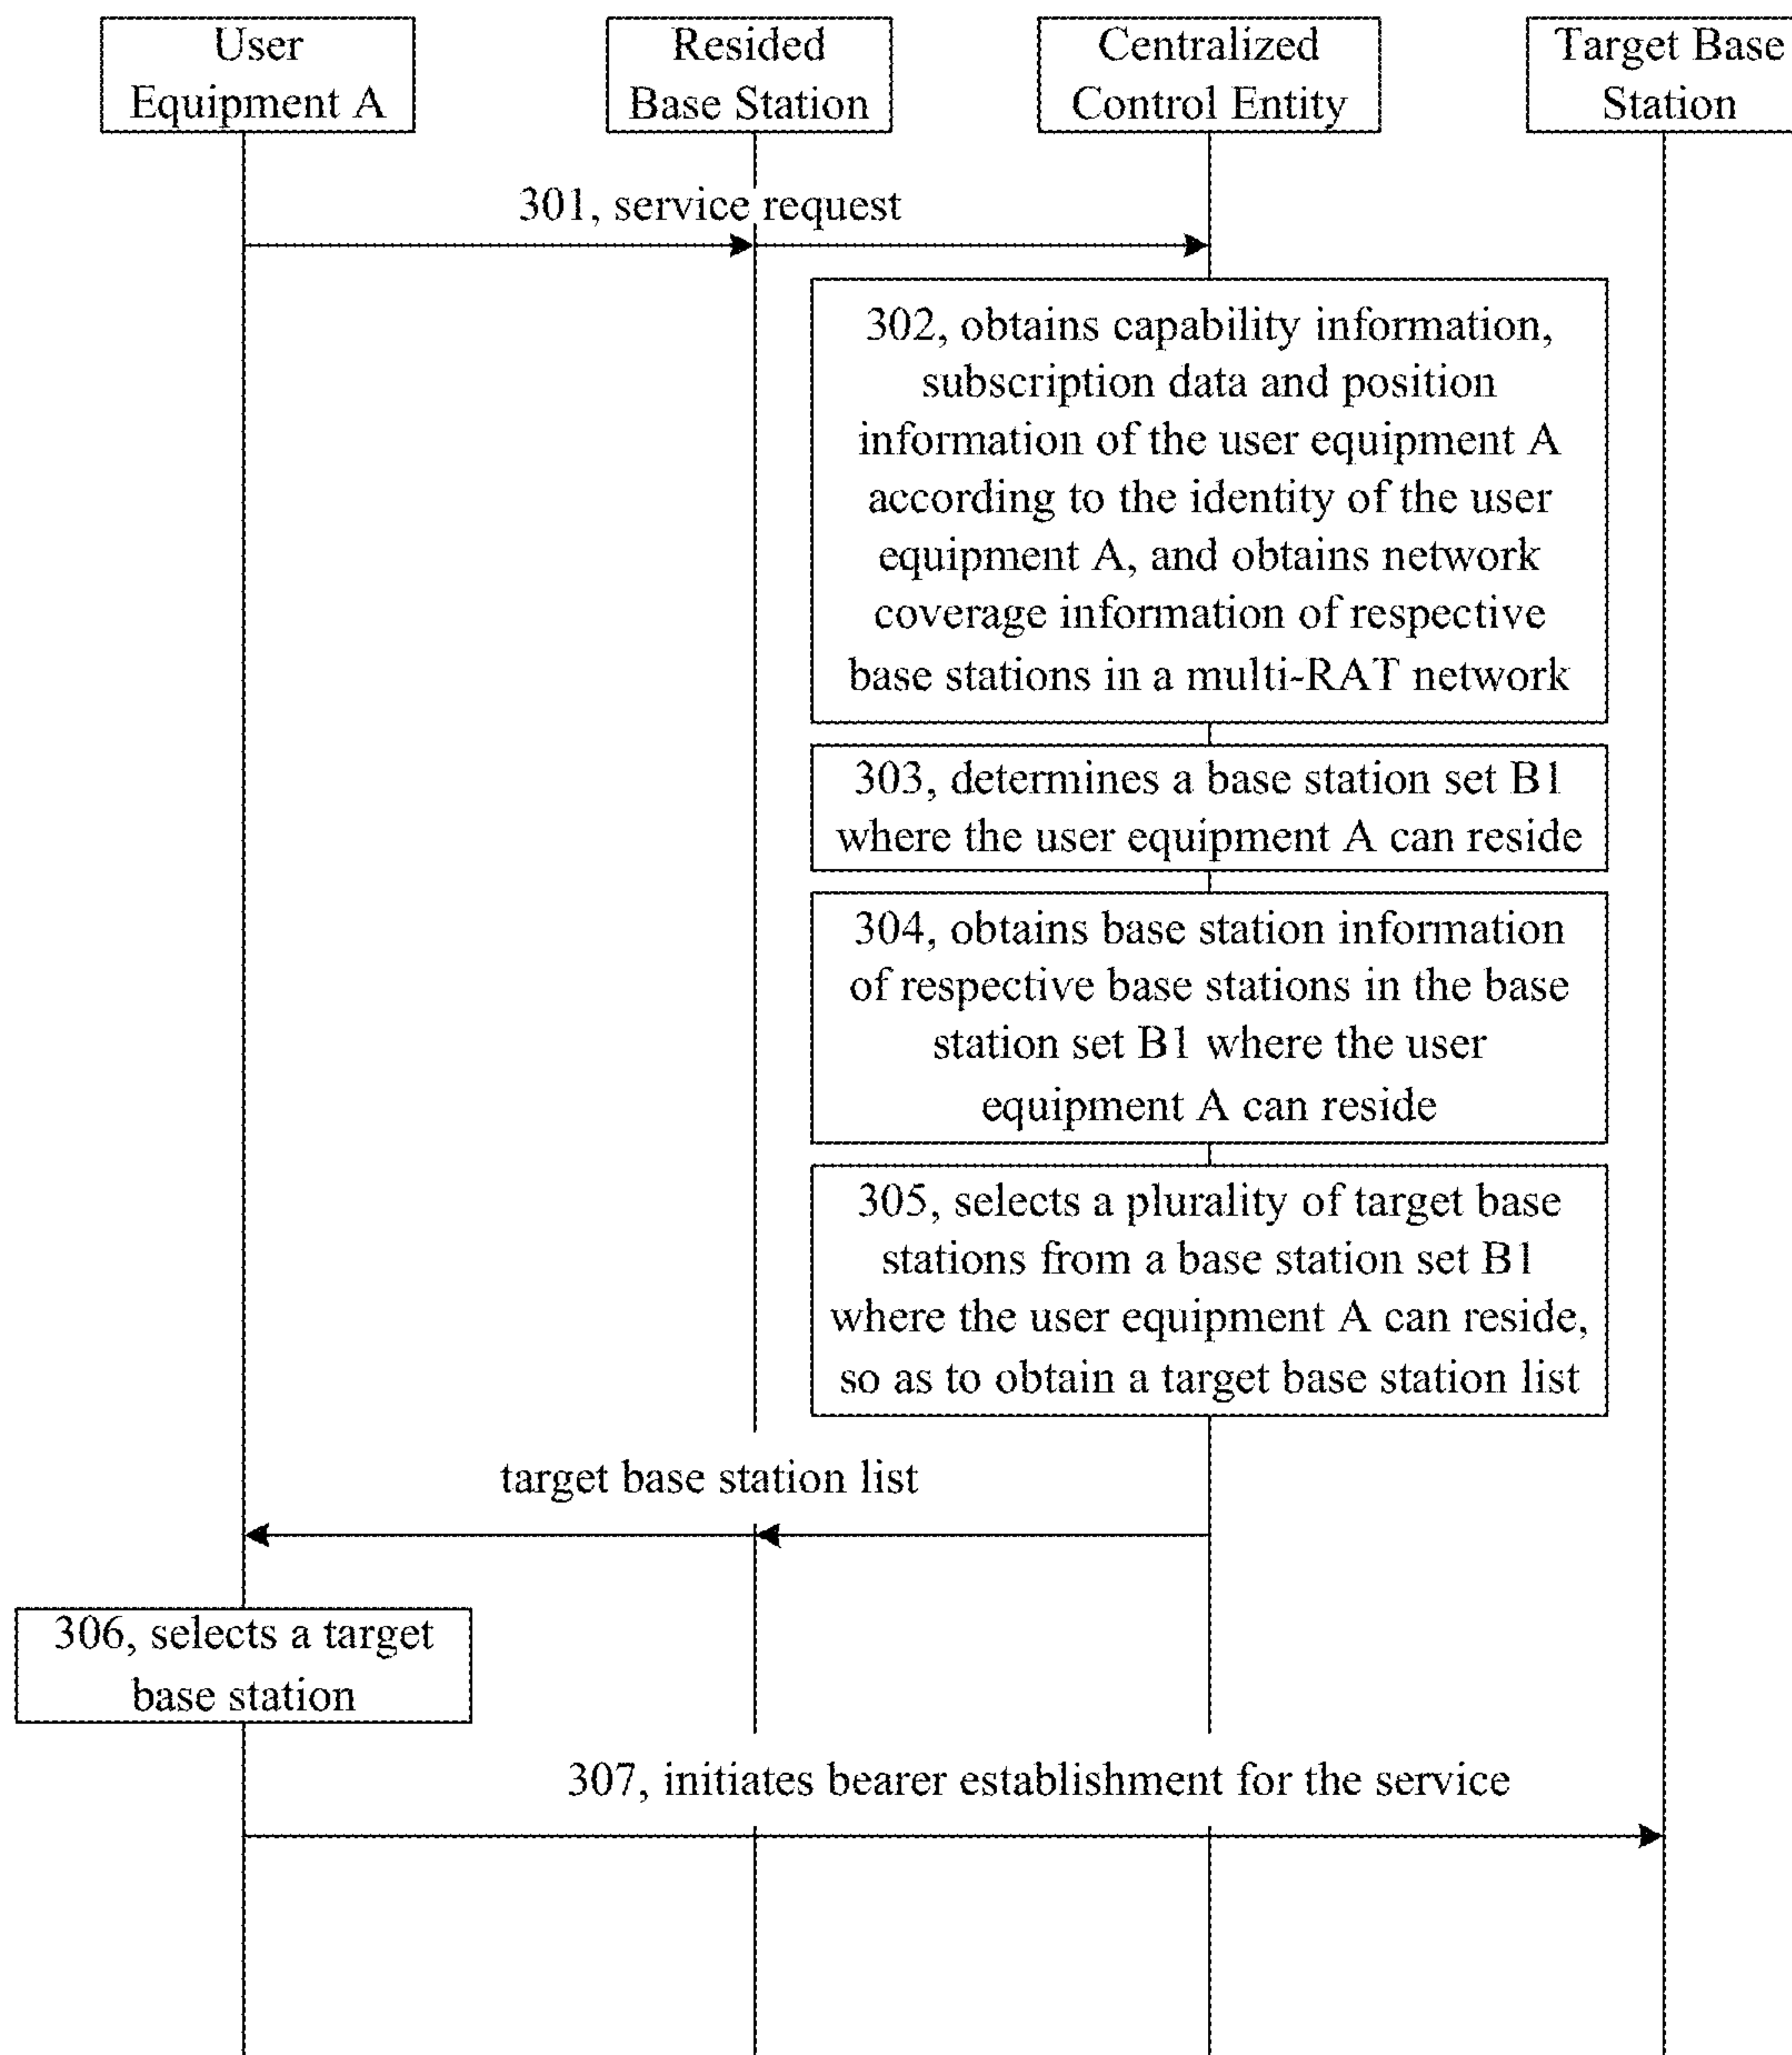 User
Equipment A
Resided
Base Station
Centralized
Control Entity
Target Base
Station
301, service request
302, obtains capability information,
subscription data and position
information of the user equipment A
according to the identity of the user
equipment A, and obtains network
coverage information of respective
base stations in a multi-RAT network
303, determines a base station set B1
where the user equipment A can reside
304, obtains base station information
of respective base stations in the base
station set B1 where the user
equipment A can reside
305, selects a plurality of target base
stations from a base station set B1
where the user equipment A can reside,
so as to obtain a target base station list
target base station list
306, selects a target
base station
307, initiates bearer establishment for the service